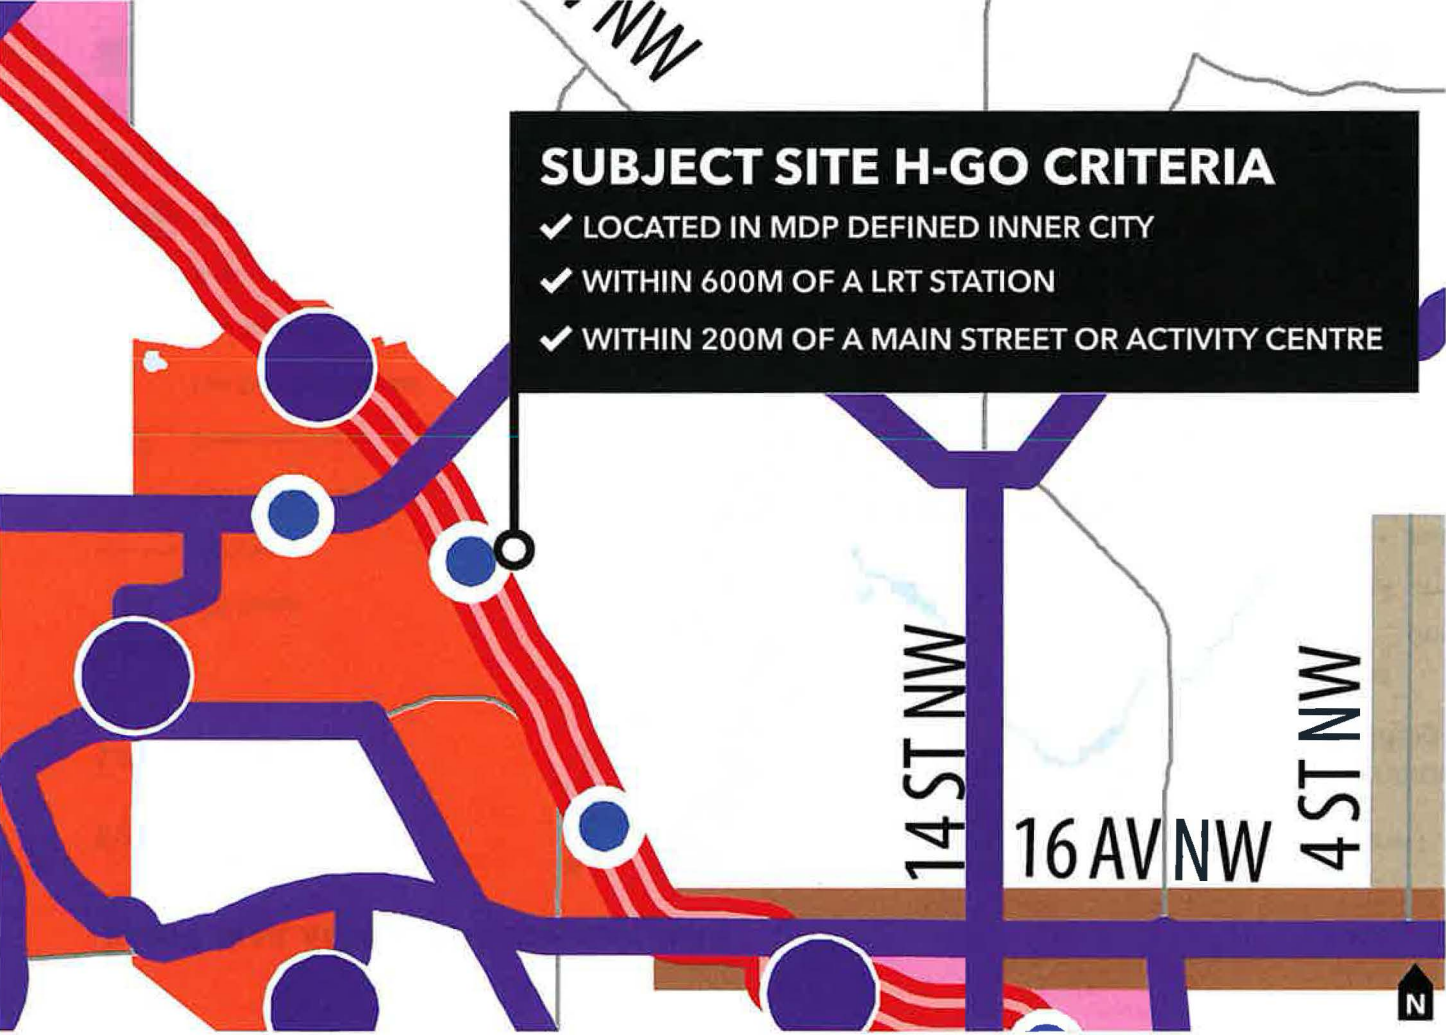 NW
SUBJECT SITE H-GO CRITERIA
✔ LOCATED IN MDP DEFINED INNER CITY
✔ WITHIN 600M OF A LRT STATION
✔ WITHIN 200M OF A MAIN STREET OR ACTIVITY CENTRE
14 ST NW
16 AV NW
4 ST NW
N